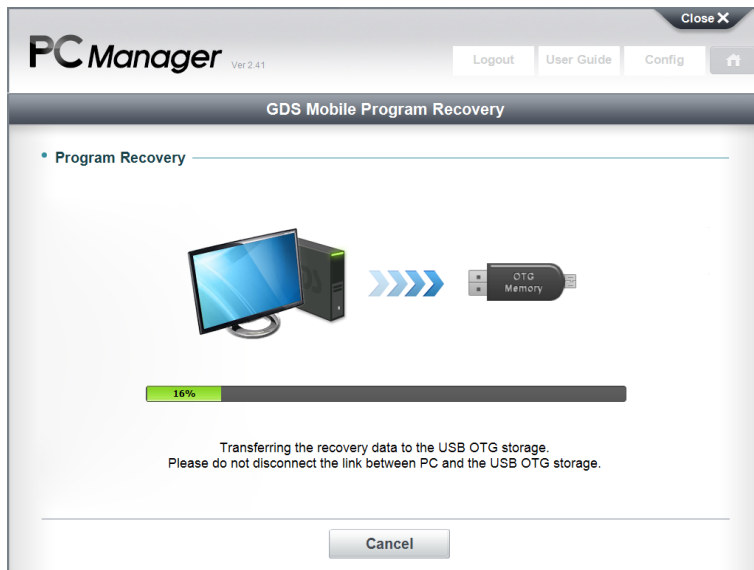 Close X
PC Manager Ver 2.41
Logout User Guide Config
GDS Mobile Program Recovery
Program Recovery
OTG
Memory
16%
Transferring the recovery data to the USB OTG storage.
Please do not disconnect the link between PC and the USB OTG storage.
Cancel